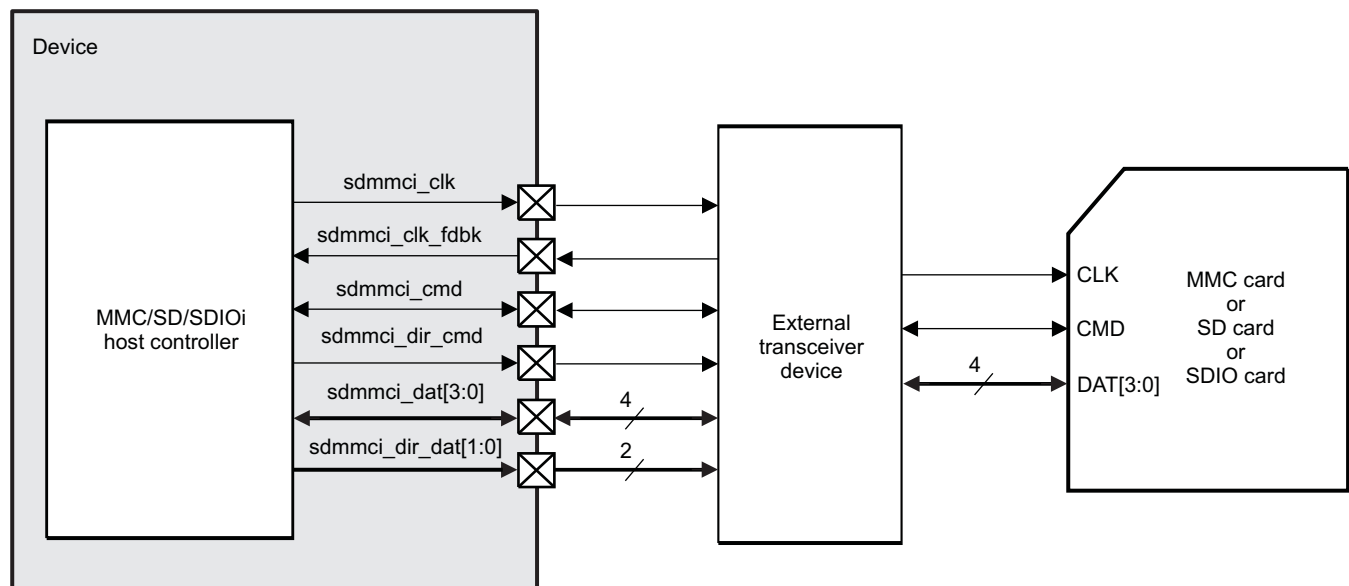 Device
sdmmci_clk
sdmmci_clk_fdbk
sdmmci_cmd
sdmmci_dir_cmd
sdmmci_dat[3:0]
sdmmci_dir_dat[1:0]
MMC/SD/SDIOi
host controller
4
2
External
transceiver
device
4
CLK
CMD
DAT[3:0]
MMC card
or
SD card
or
SDIO card